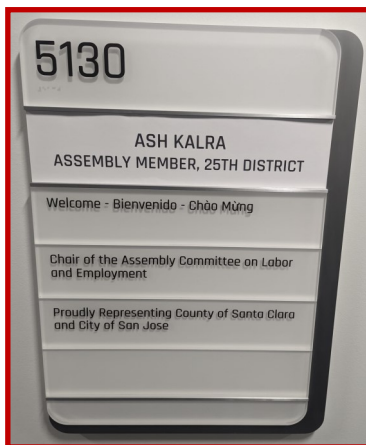 5130
ASH KALRA
ASSEMBLY MEMBER, 25TH DISTRICT
Welcome - Bienvenido - Chào Mừng
Chair of the Assembly Committee on Labor
and Employment
Proudly Representing County of Santa Clara
and City of San Jose